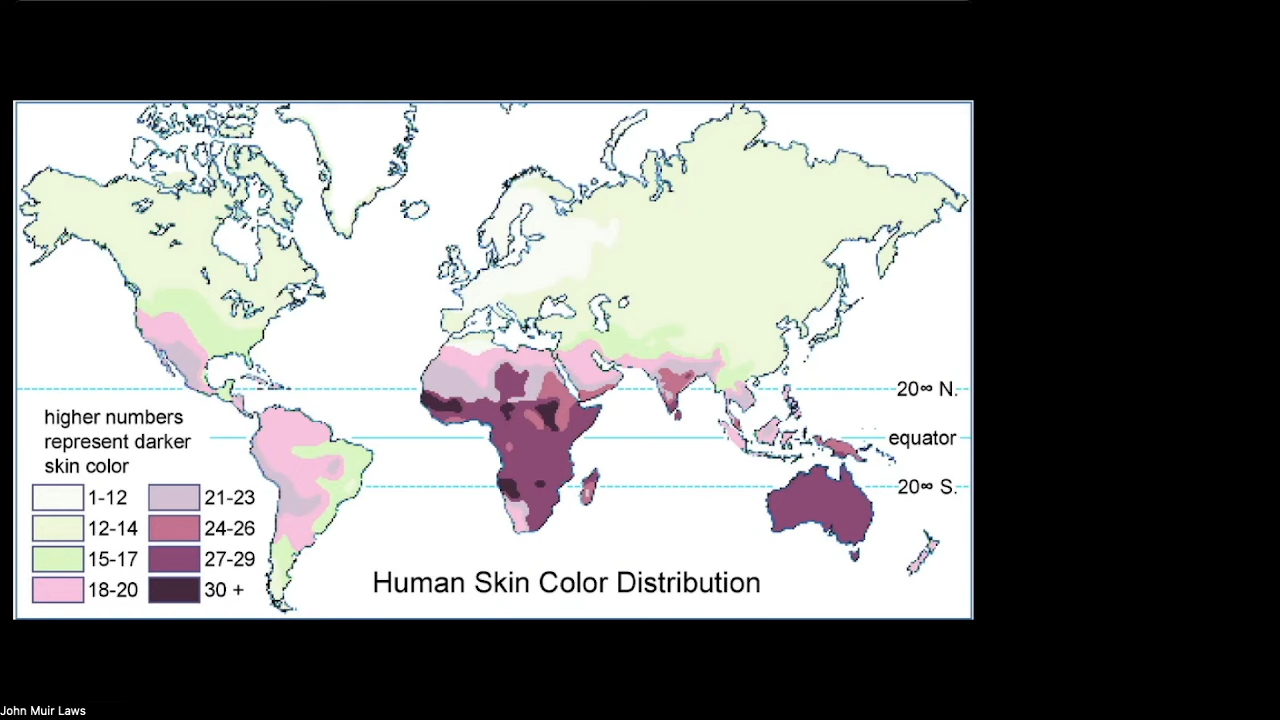 20∞ N.
higher numbers
represent darker
skin color
equator
20∞ S.
1-12
21-23
12-14
24-26
15-17
27-29
18-20
30 +
Human Skin Color Distribution
John Muir Laws